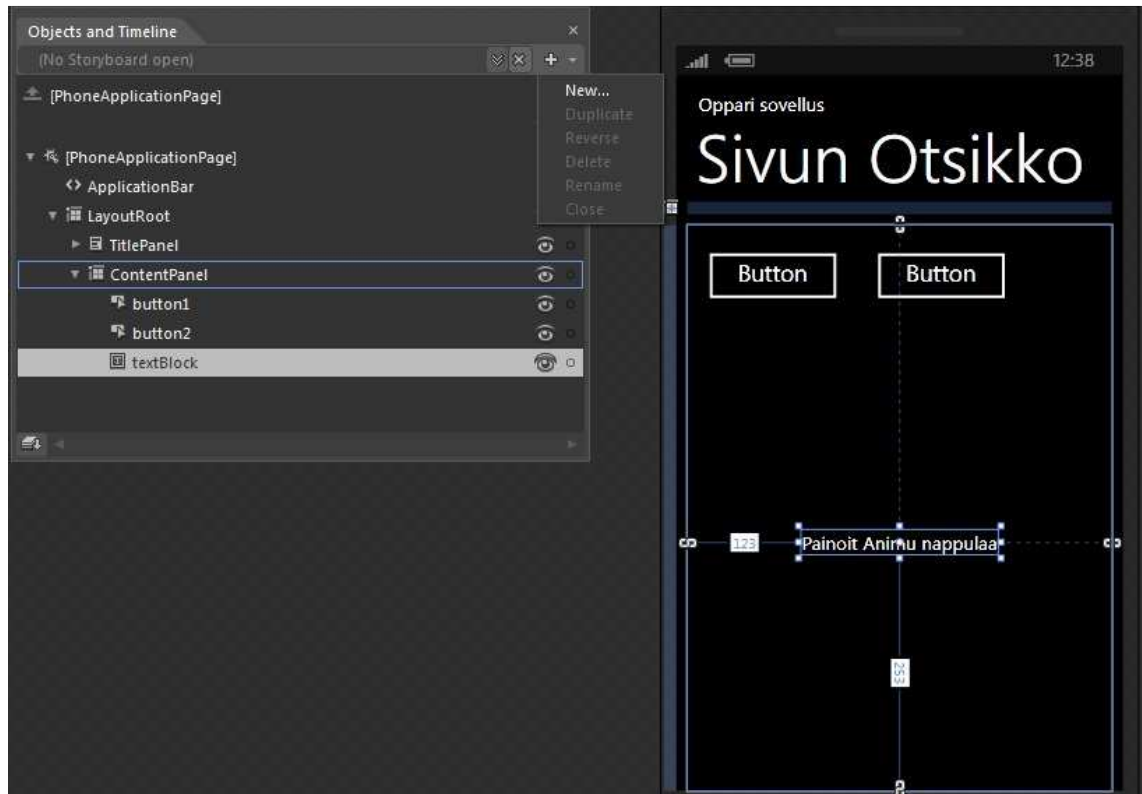 Objects and Timeline
(No Storyboard open)
[PhoneApplicationPage]
[PhoneApplicationPage]
ApplicationBar
LayoutRoot
TitlePanel
ContentPanel
button1
button2
textBlock
New...
Duplicate
Reverse
Delete
Rename
Close
12:38
Oppari sovellus
Sivun Otsikko
Button Button
123
Painoit Animu nappulaa
253